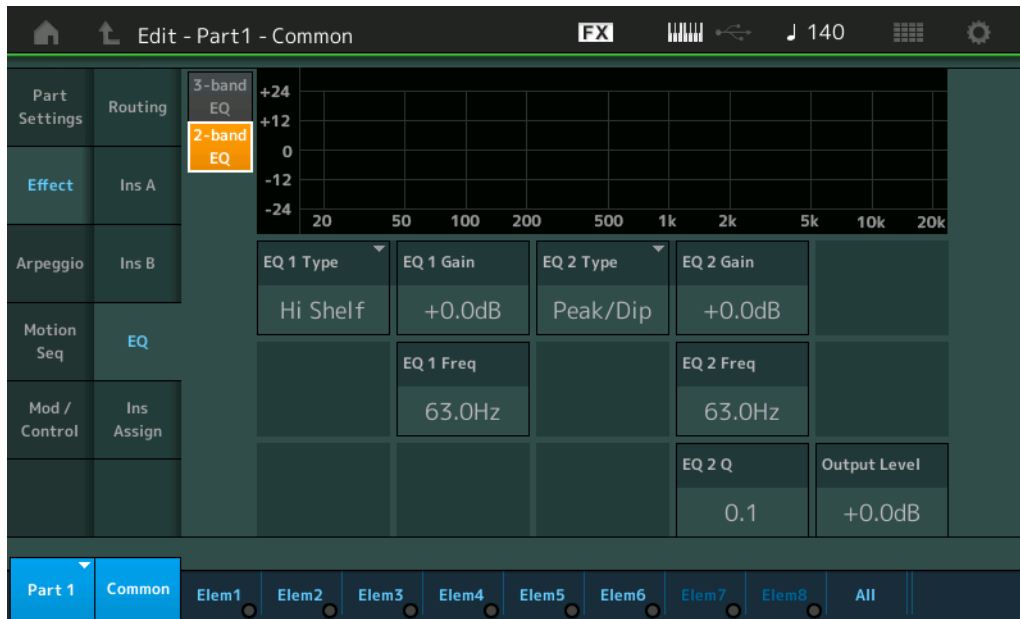 Edit - Part1 - Common
FX
140
Part
Settings
Effect
Arpeggio
Motion
Seq
Mod /
Control
Routing
Ins A
Ins B
EQ
Ins
Assign
3-band
EQ
2-band
EQ
+24
+12
0
-12
-24
20 50 100 200 500 1k 2k 5k 10k 20k
EQ 1 Type EQ 1 Gain EQ 2 Type EQ 2 Gain
Hi Shelf +0.0dB Peak/Dip +0.0dB
EQ 1 Freq EQ 2 Freq
63.0Hz 63.0Hz
EQ 2 Q Output Level
0.1 +0.0dB
Part 1 Common Elem1 Elem2 Elem3 Elem4 Elem5 Elem6 Elem7 Elem8 All